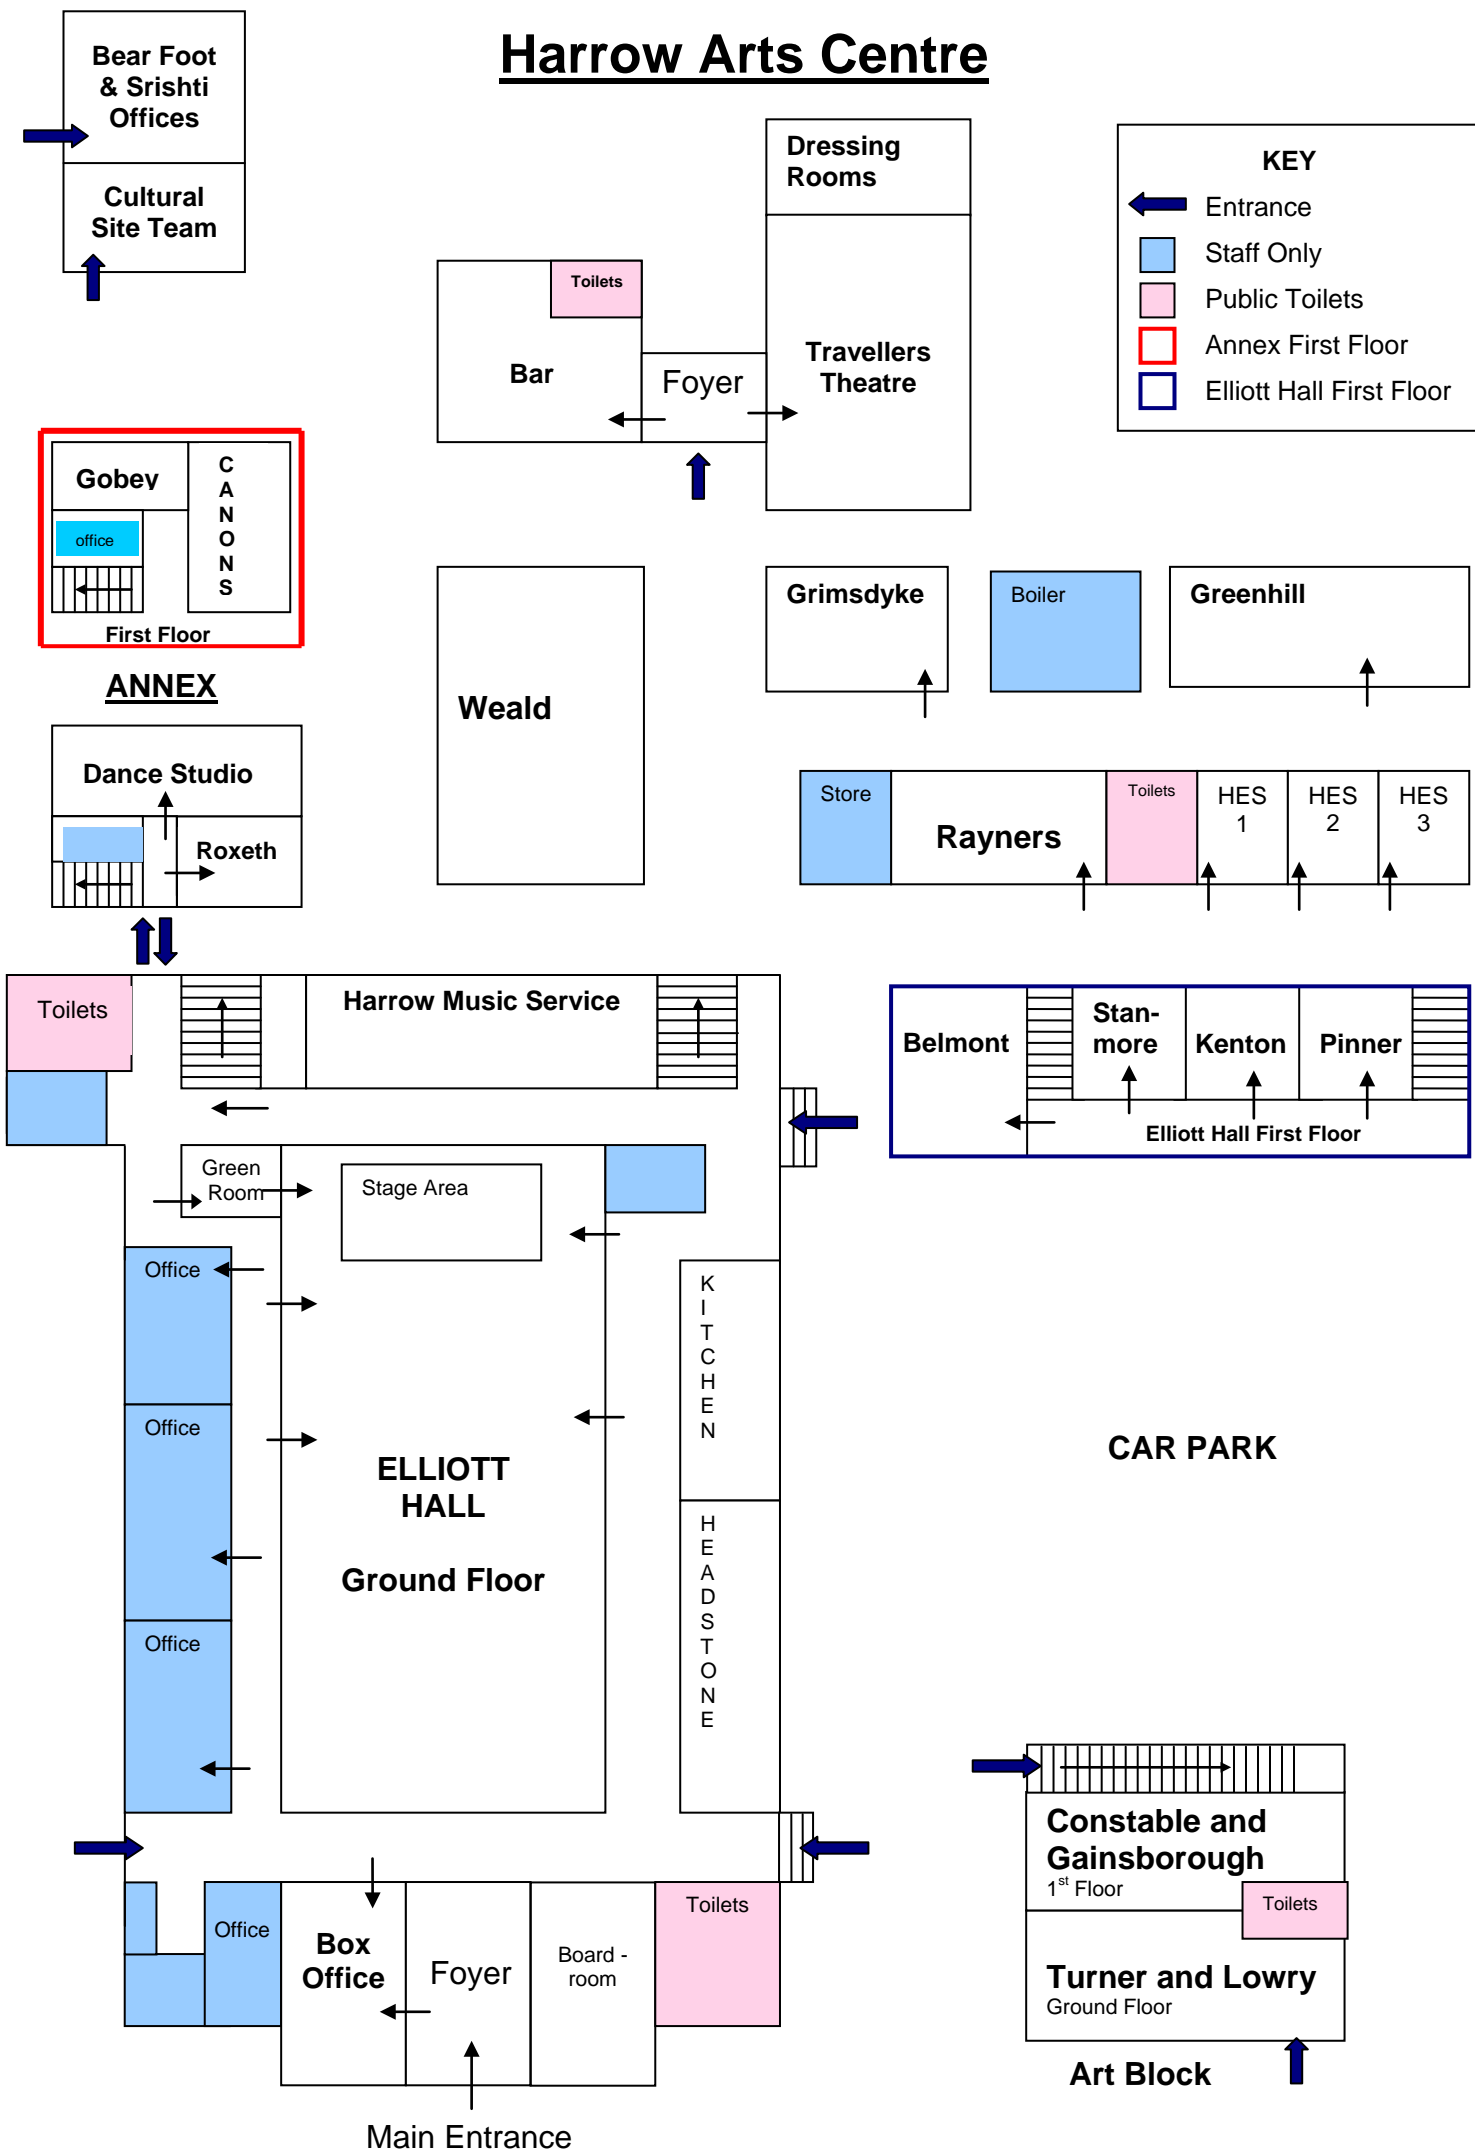 Harrow Arts Centre
Bear Foot
& Srishti
Offices
Cultural
Site Team
Dressing
Rooms
Travellers
Theatre
Toilets
Bar
Foyer
KEY
Entrance
Staff Only
Public Toilets
Annex First Floor
Elliott Hall First Floor
Gobey
CANONS
office
First Floor
ANNEX
Dance Studio
Roxeth
Weald
Grimsdyke
Boiler
Greenhill
Store
Rayners
Toilets
HES
1
HES
2
HES
3
Toilets
Harrow Music Service
Belmont
Stan-
more
Kenton
Pinner
Elliott Hall First Floor
Green
Room
Stage Area
Office
Office
Office
KITCHEN
HEADSTONE
ELLIOTT
HALL
Ground Floor
CAR PARK
Constable and
Gainsborough
1st Floor
Toilets
Turner and Lowry
Ground Floor
Art Block
Office
Box
Office
Foyer
Board -
room
Toilets
Main Entrance